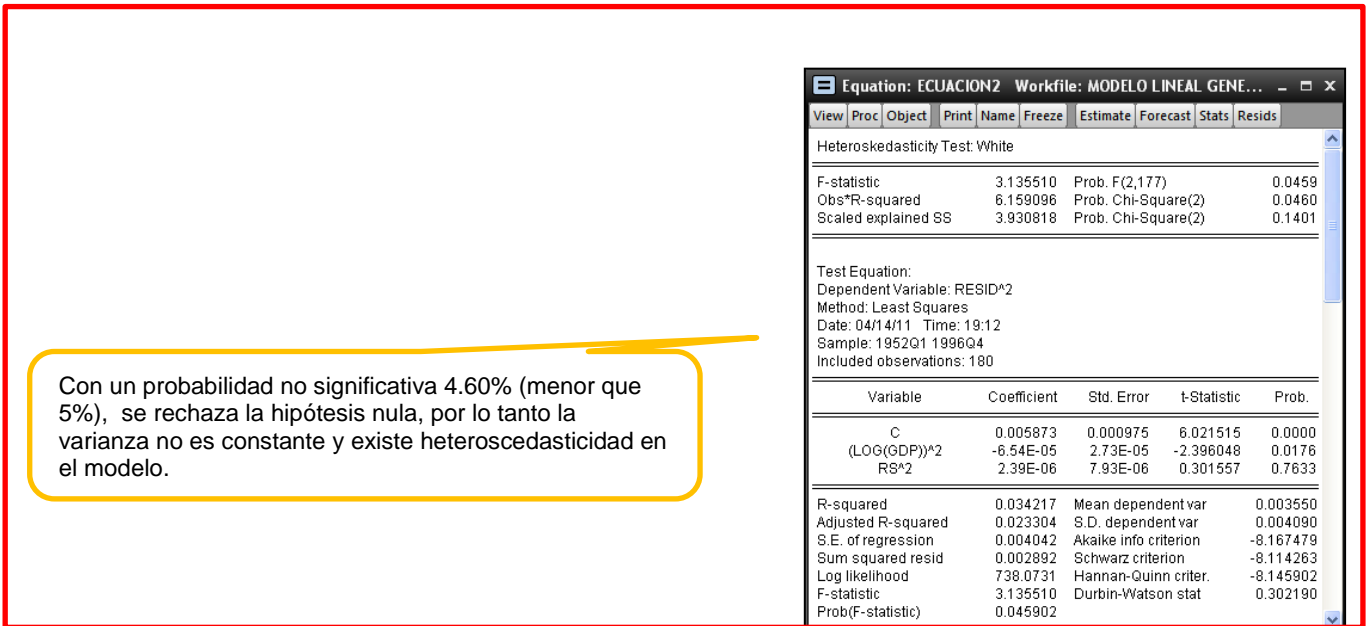 Equation: ECUACION2 Workfile: MODELO LINEAL GENE...
View Proc Object Print Name Freeze Estimate Forecast Stats Resids
Heteroskedasticity Test: White
F-statistic 3.135510 Prob. F(2,177) 0.0459
Obs*R-squared 6.159096 Prob. Chi-Square(2) 0.0460
Scaled explained SS 3.930818 Prob. Chi-Square(2) 0.1401
Test Equation:
Dependent Variable: RESID^2
Method: Least Squares
Date: 04/14/11 Time: 19:12
Sample: 1952Q1 1996Q4
Included observations: 180
Variable Coefficient Std. Error t-Statistic Prob.
C 0.005873 0.000975 6.021515 0.0000
(LOG(GDP))^2 -6.54E-05 2.73E-05 -2.396048 0.0176
RS^2 2.39E-06 7.93E-06 0.301557 0.7633
R-squared 0.034217 Mean dependent var 0.003550
Adjusted R-squared 0.023304 S.D. dependent var 0.004090
S.E. of regression 0.004042 Akaike info criterion -8.167479
Sum squared resid 0.002892 Schwarz criterion -8.114263
Log likelihood 738.0731 Hannan-Quinn criter. -8.145902
F-statistic 3.135510 Durbin-Watson stat 0.302190
Prob(F-statistic) 0.045902
Con un probabilidad no significativa 4.60% (menor que
5%), se rechaza la hipótesis nula, por lo tanto la
varianza no es constante y existe heteroscedasticidad en
el modelo.